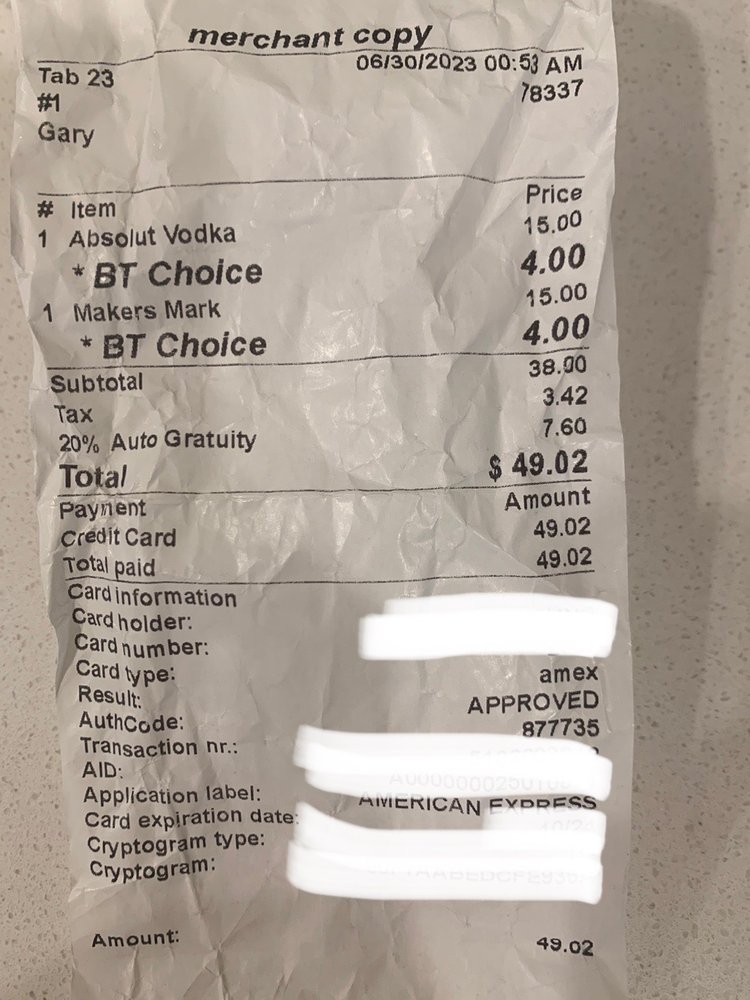 merchant copy
06/30/2023 00:53 AM
Tab 23
78337
#1
Gary
# Item Price
1 Absolut Vodka 15.00
* BT Choice 4.00
1 Makers Mark 15.00
* BT Choice 4.00
Subtotal 38.00
Tax 3.42
20% Auto Gratuity 7.60
Total $ 49.02
Payment Amount
Credit Card 49.02
Total paid 49.02
Card information
Card holder:
Card number:
Card type: amex
Result: APPROVED
AuthCode: 877735
Transaction nr.:
AID:
Application label: AMERICAN EXPRESS
Card expiration date:
Cryptogram type:
Cryptogram:
Amount: 49.02